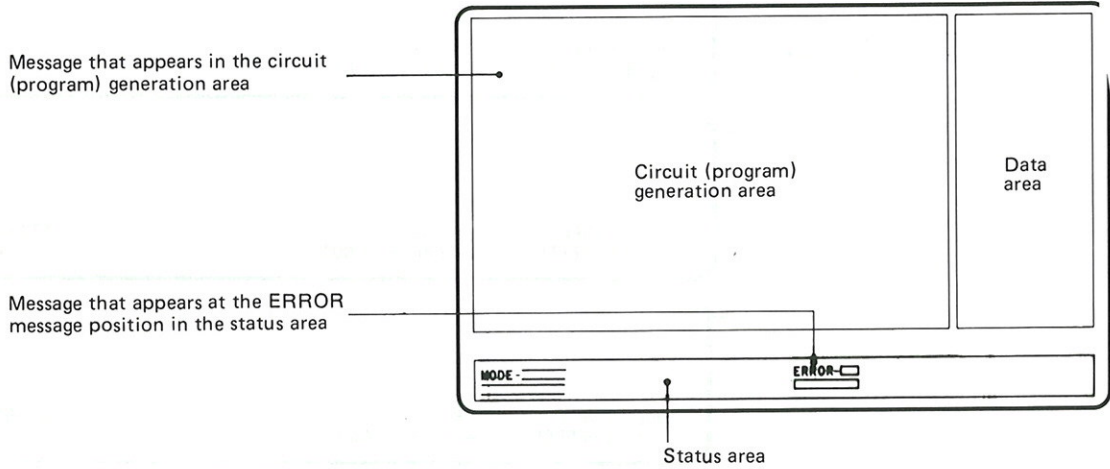 Message that appears in the circuit
(program) generation area
Circuit (program)
generation area
Data
area
Message that appears at the ERROR
message position in the status area
MODE -
ERROR-
Status area